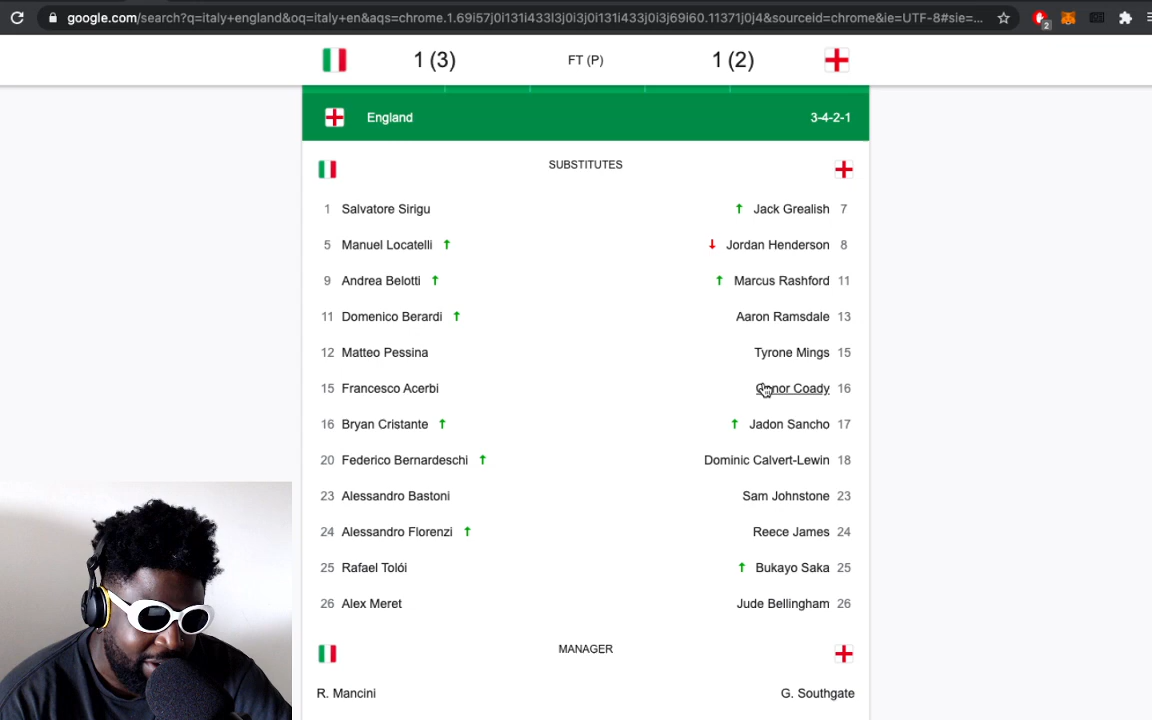 google.com/search?q=italy+england&oq=italy+en&aqs=chrome.1.69i57j0i131i433l3j0i3j0i131i433j0i3j69i60.11371j0j4&sourceid=chrome&ie=UTF-8#sie=...
2
1 (3) FT (P) 1 (2)
England 3-4-2-1
SUBSTITUTES
1 Salvatore Sirigu ↑ Jack Grealish 7
5 Manuel Locatelli ↑ ↓ Jordan Henderson 8
9 Andrea Belotti ↑ ↑ Marcus Rashford 11
11 Domenico Berardi ↑ Aaron Ramsdale 13
12 Matteo Pessina Tyrone Mings 15
15 Francesco Acerbi Conor Coady 16
16 Bryan Cristante ↑ ↑ Jadon Sancho 17
20 Federico Bernardeschi ↑ Dominic Calvert-Lewin 18
23 Alessandro Bastoni Sam Johnstone 23
24 Alessandro Florenzi ↑ Reece James 24
25 Rafael Tolói ↑ Bukayo Saka 25
26 Alex Meret Jude Bellingham 26
MANAGER
R. Mancini G. Southgate